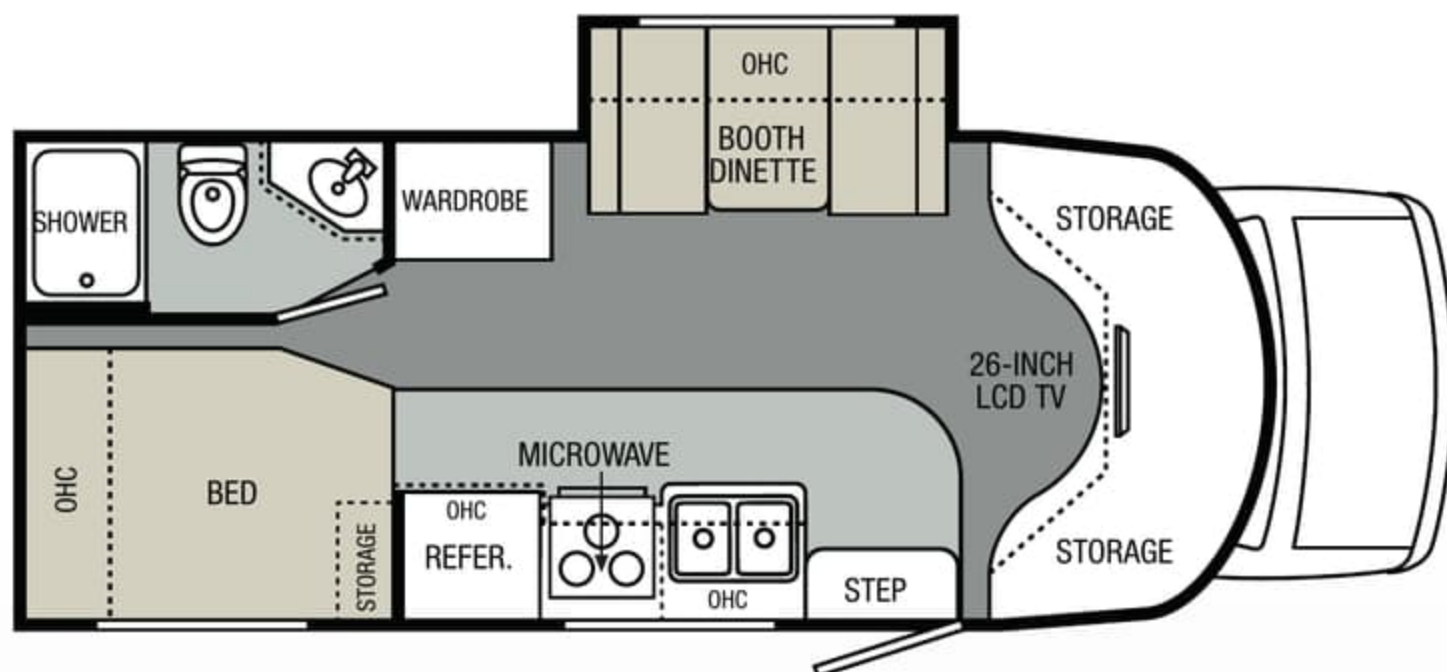 OHC
BOOTH
DINETTE
SHOWER
WARDROBE
STORAGE
26-INCH
LCD TV
MICROWAVE
OHC
BED
STORAGE
OHC
REFER.
OHC
STEP
STORAGE